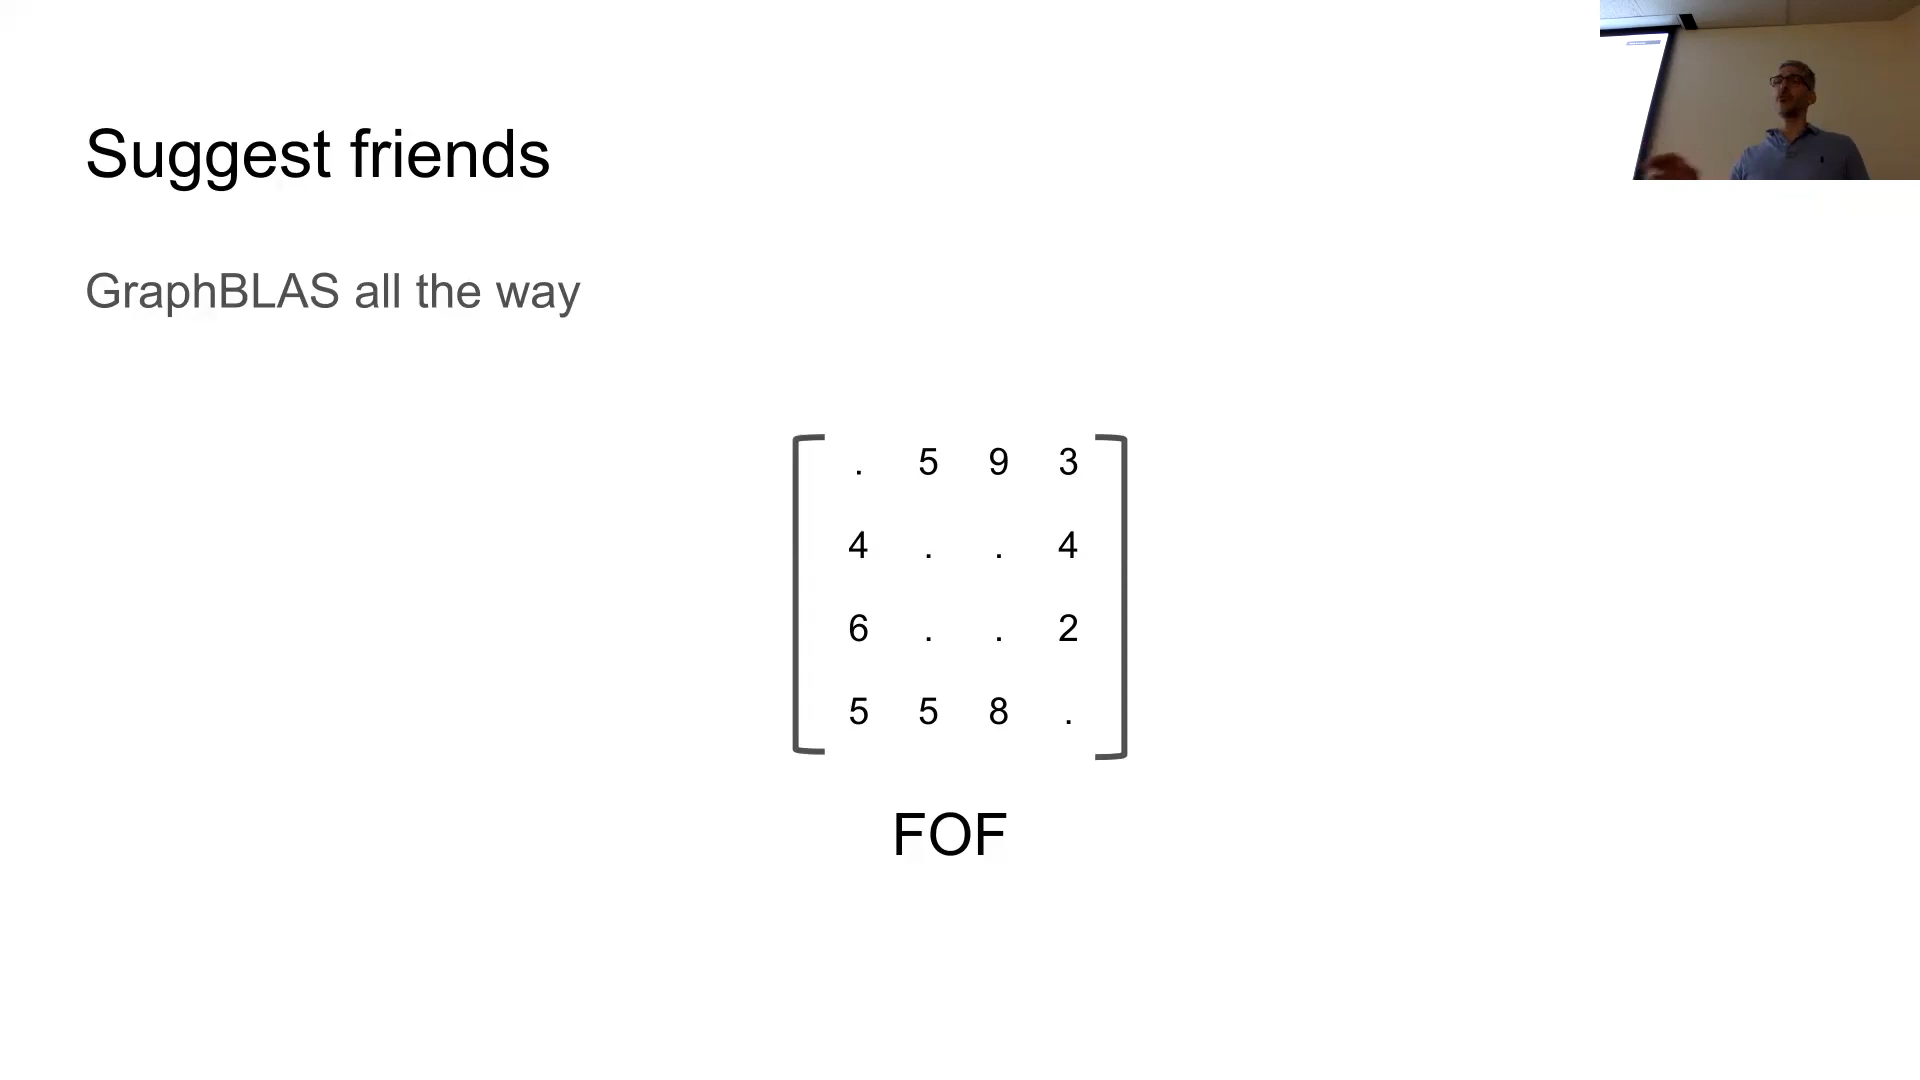 Suggest friends
GraphBLAS all the way
. 5 9 3
4 . . 4
6 . . 2
5 5 8 .
FOF